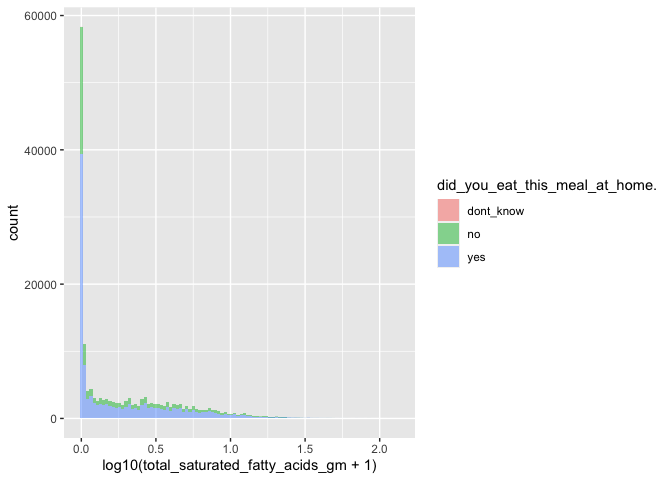 60000
40000
20000
0
count
0.0 0.5 1.0 1.5 2.0
log10(total_saturated_fatty_acids_gm + 1)
did_you_eat_this_meal_at_home.
dont_know
no
yes